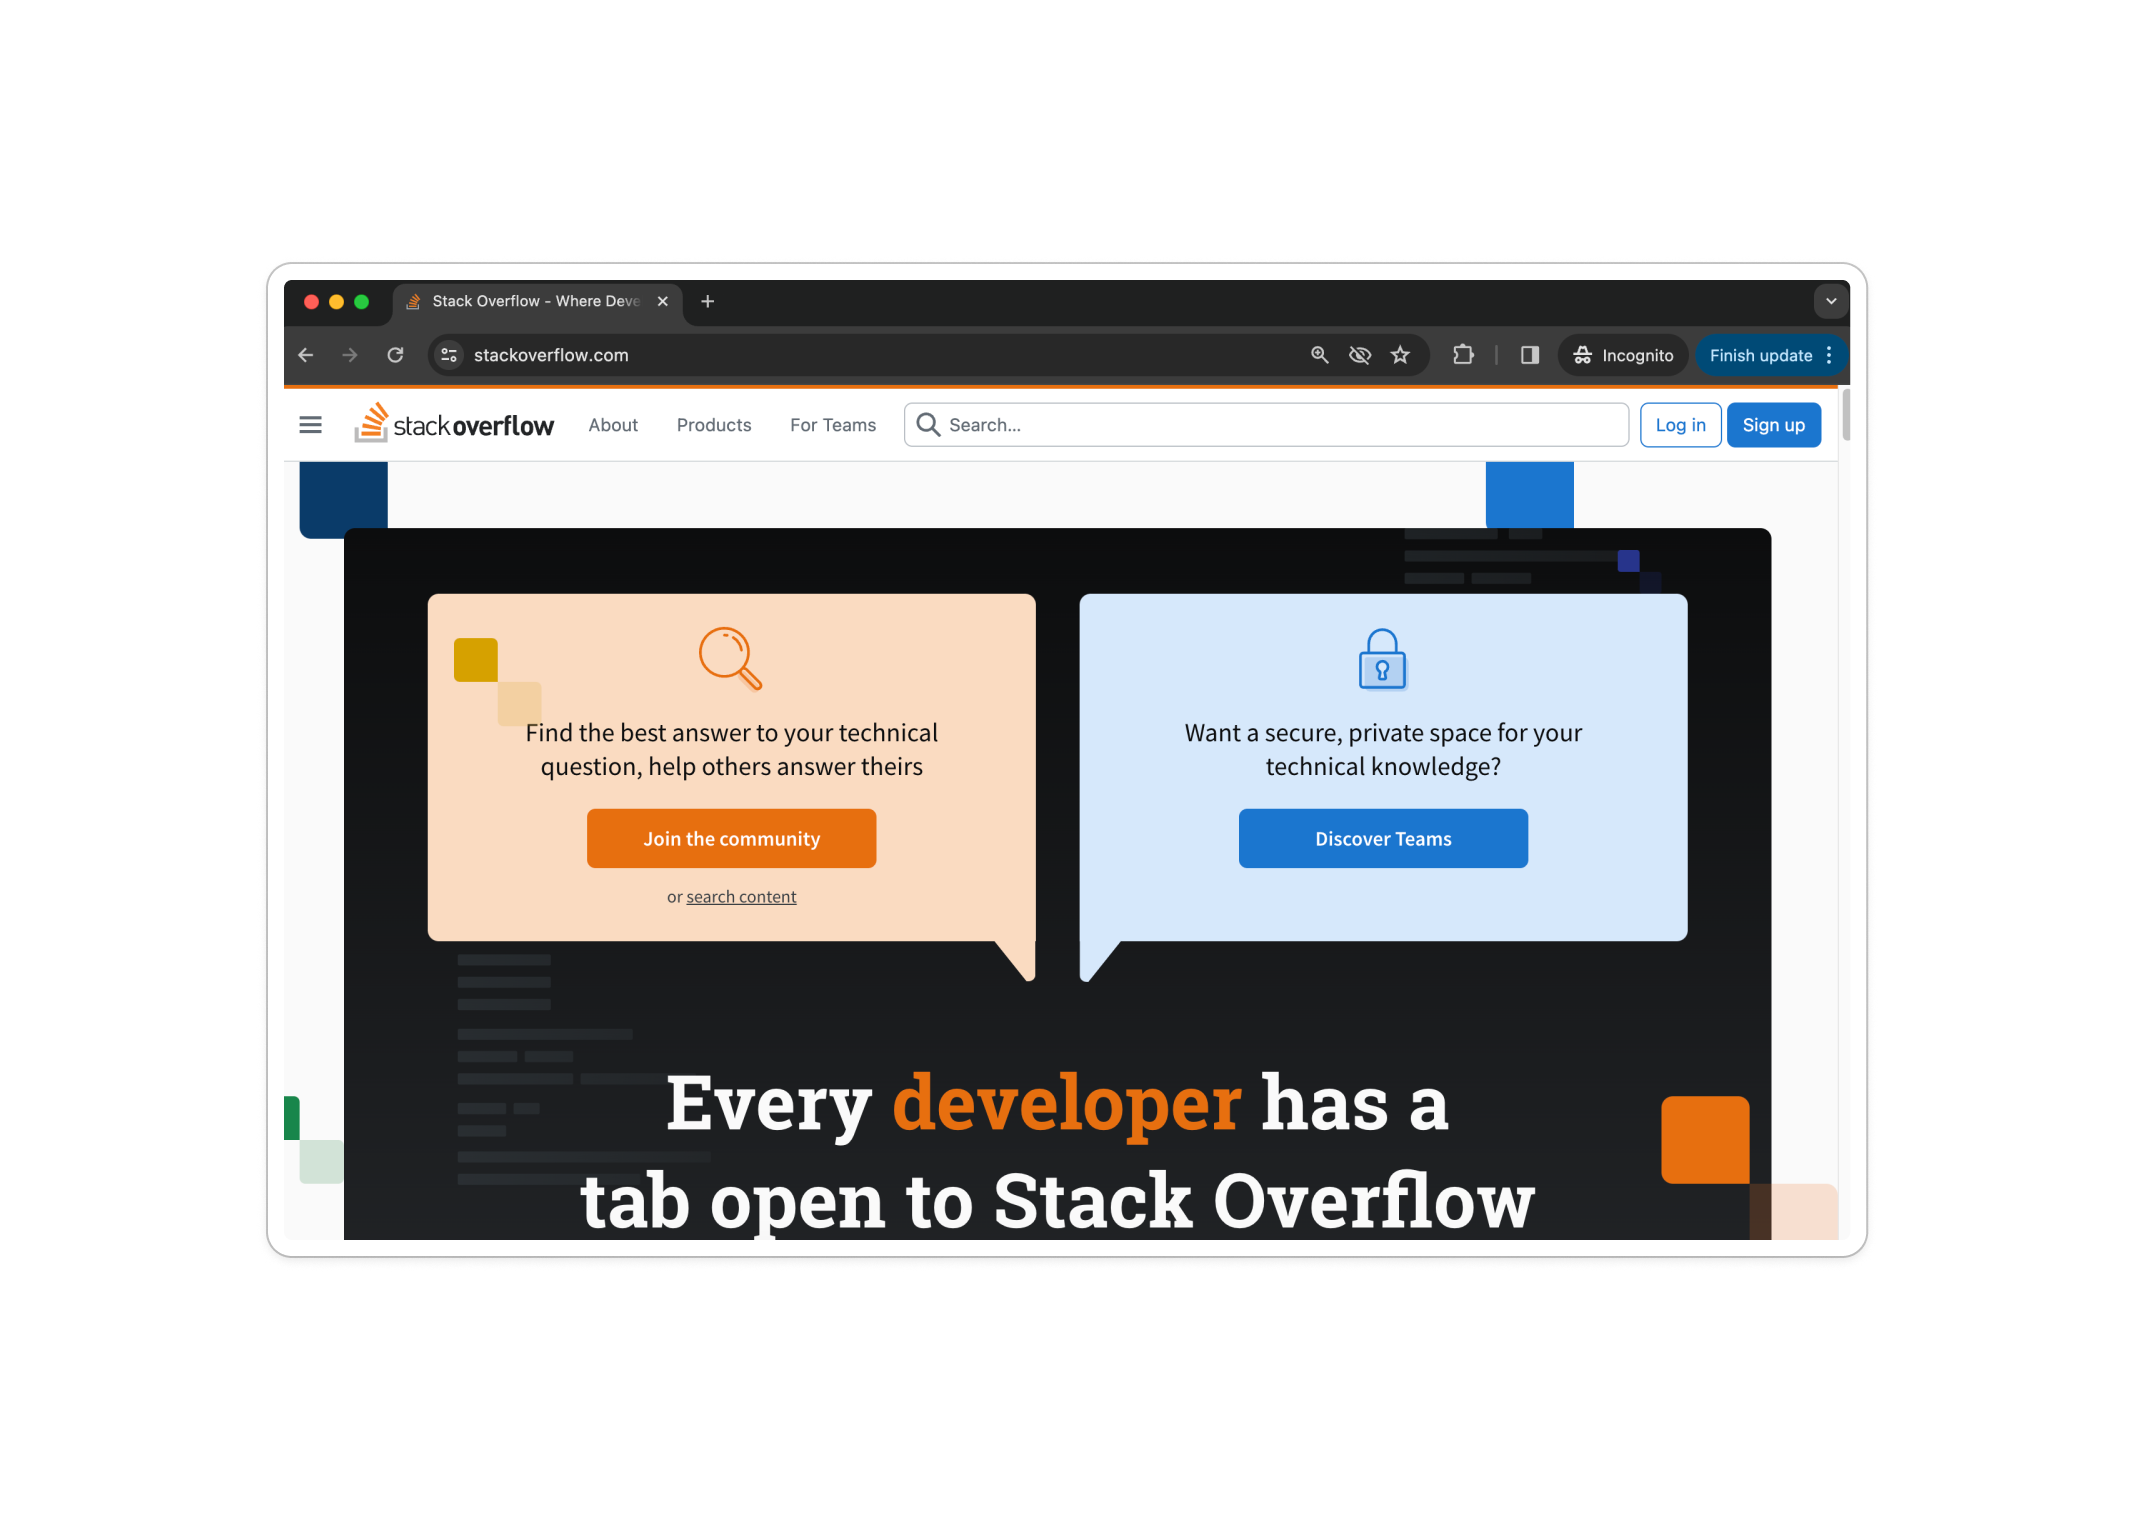 Stack Overflow - Where Deve
stackoverflow.com
Incognito
Finish update
stackoverflow
About
Products
For Teams
Search...
Log in
Sign up
Find the best answer to your technical
question, help others answer theirs
Join the community
or search content
Want a secure, private space for your
technical knowledge?
Discover Teams
Every developer has a
tab open to Stack Overflow